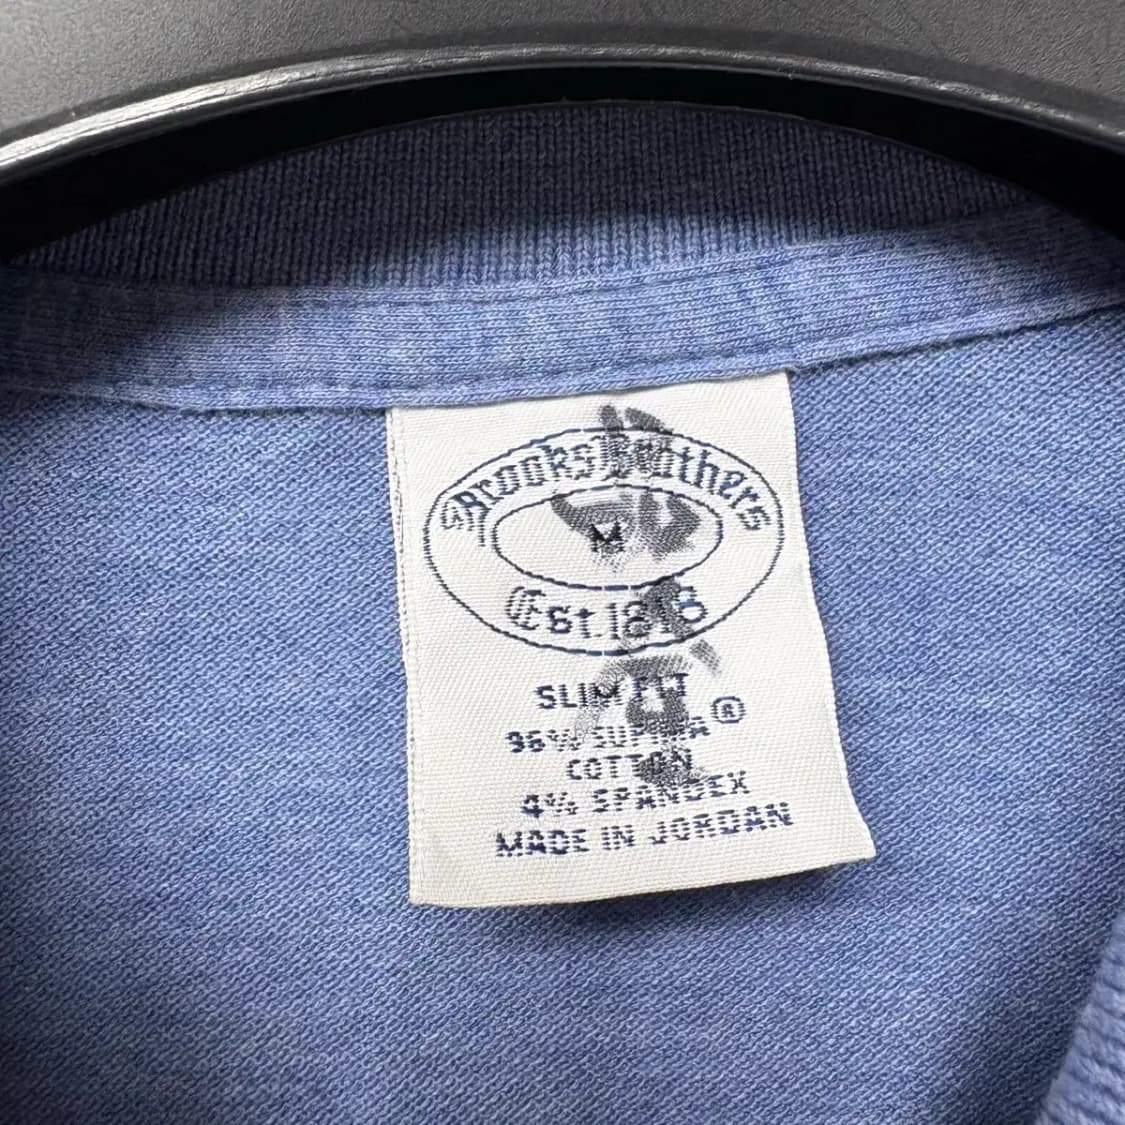 Brooks Brothers
M
Est. 1818
SLIM FIT
96% SUPIMA®
COTTON
4% SPANDEX
MADE IN JORDAN